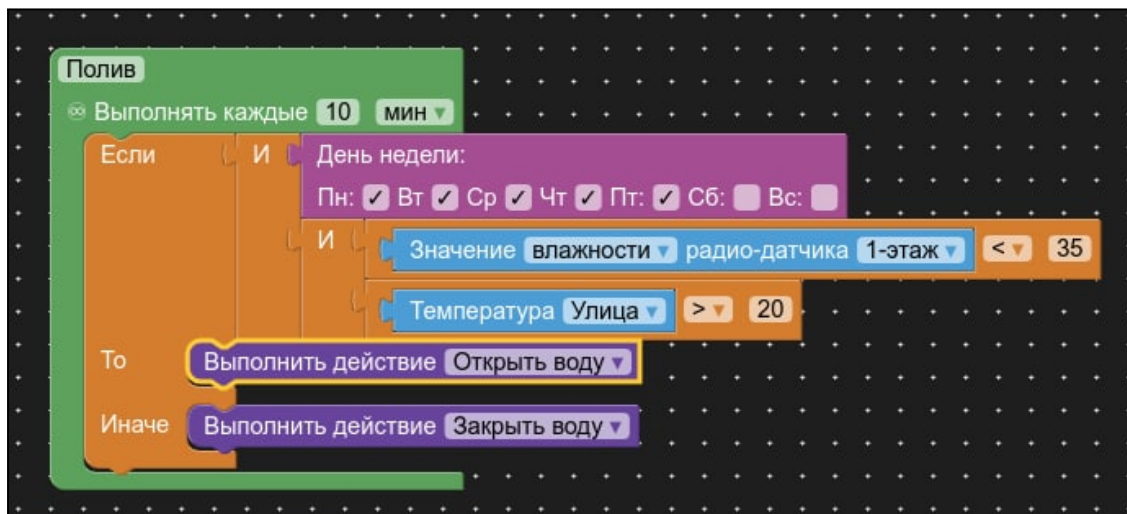 Полив
Выполнять каждые 10 мин
Если И День недели:
Пн: Вт Ср Чт Пт: Сб: Вс:
И Значение влажности радио-датчика 1-этаж < 35
Температура Улица > 20
То Выполнить действие Открыть воду
Иначе Выполнить действие Закрыть воду